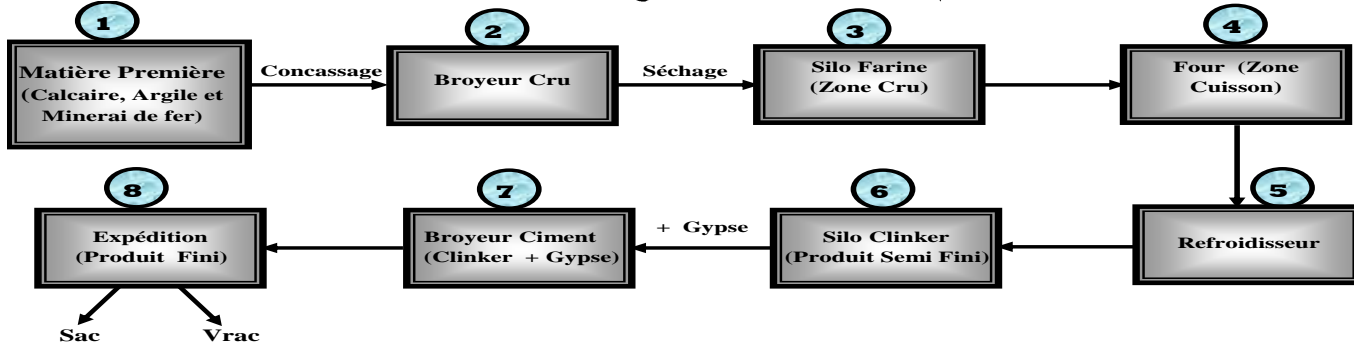 1
Matière Première
(Calcaire, Argile et
Minerai de fer)
Concassage
2
Broyeur Cru
Séchage
3
Silo Farine
(Zone Cru)
4
Four (Zone
Cuisson)
5
Refroidisseur
6
Silo Clinker
(Produit Semi Fini)
+ Gypse
7
Broyeur Ciment
(Clinker + Gypse)
8
Expédition
(Produit Fini)
Sac
Vrac